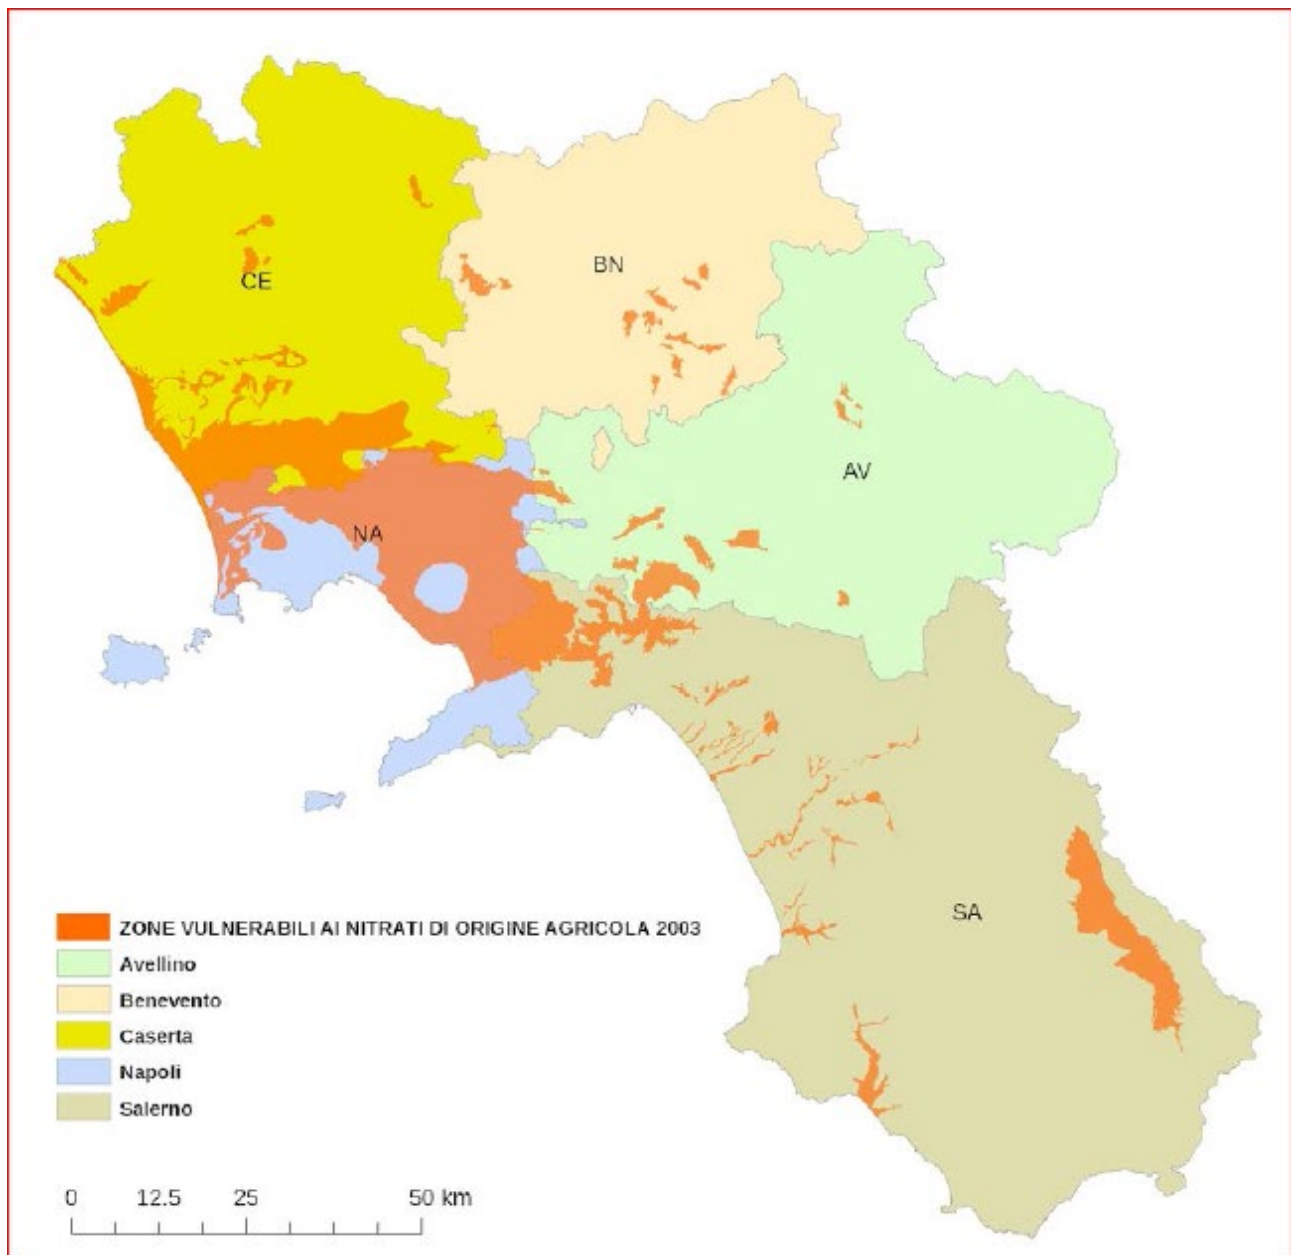 BN
CE
AV
NA
SA
ZONE VULNERABILI AI NITRATI DI ORIGINE AGRICOLA 2003
Avellino
Benevento
Caserta
Napoli
Salerno
0 12.5 25 50 km